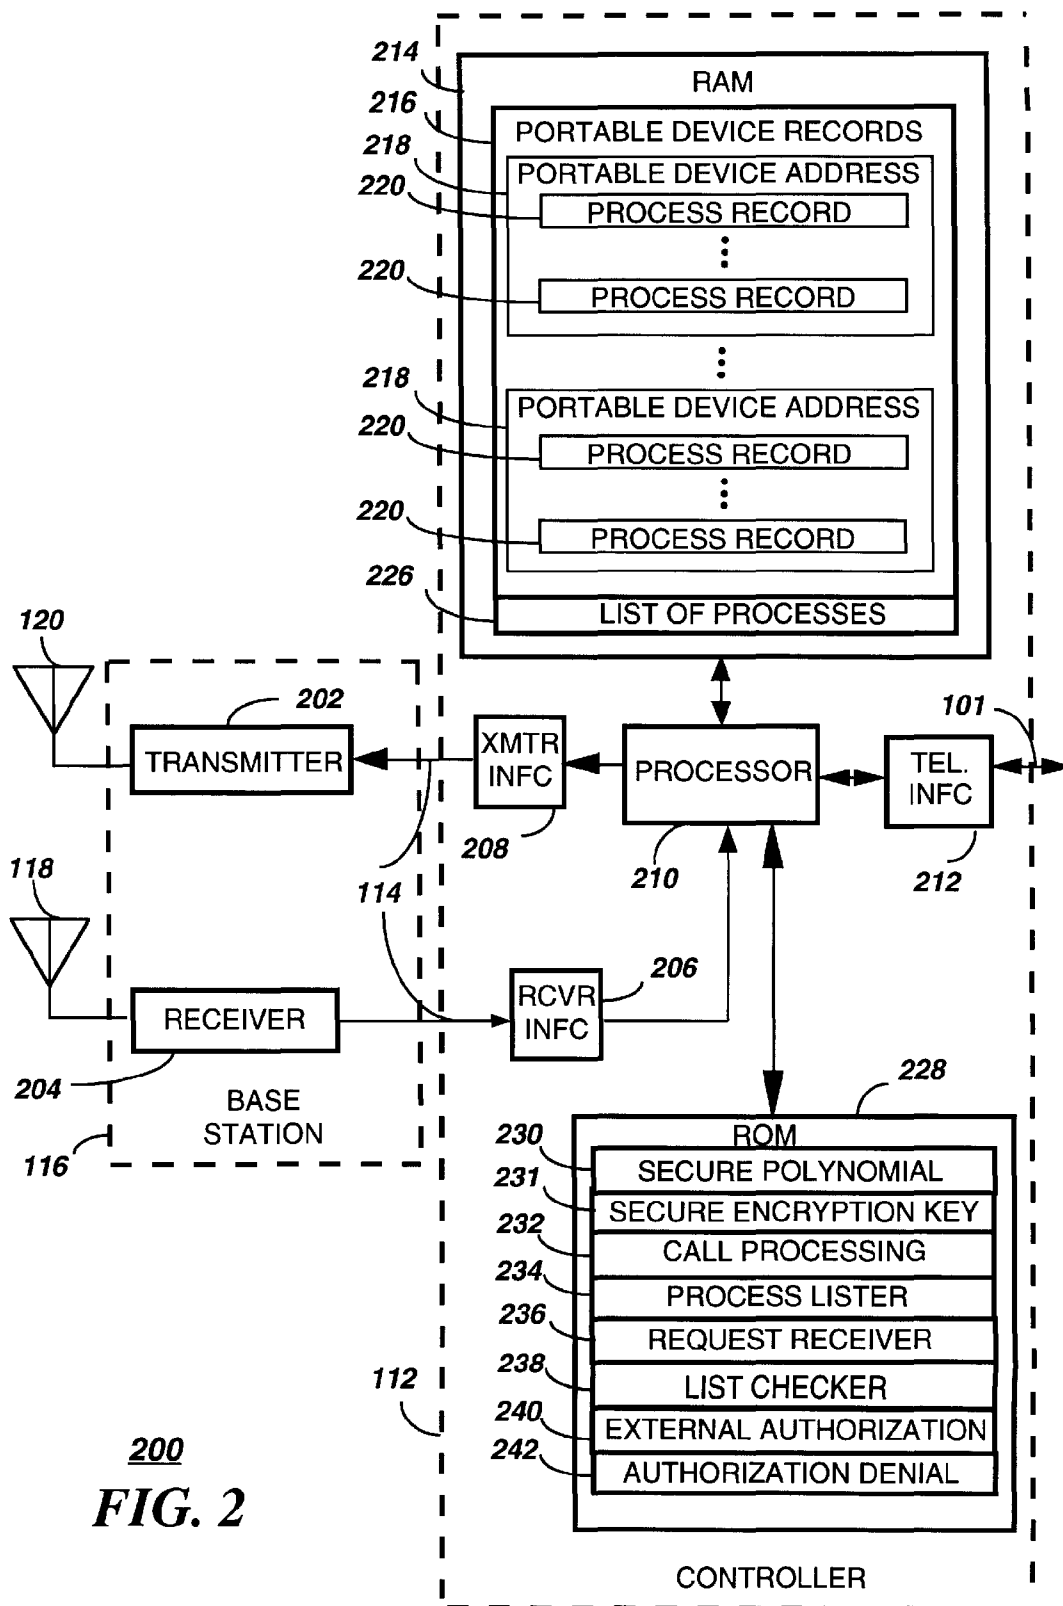 214
RAM
216
PORTABLE DEVICE RECORDS
218
PORTABLE DEVICE ADDRESS
220
PROCESS RECORD
220
PROCESS RECORD
218
PORTABLE DEVICE ADDRESS
220
PROCESS RECORD
220
PROCESS RECORD
226
LIST OF PROCESSES
120
202
TRANSMITTER
XMTR
INFC
208
PROCESSOR
210
101
TEL.
INFC
212
118
114
206
RECEIVER
RCVR
INFC
204
BASE
STATION
116
228
ROM
230
SECURE POLYNOMIAL
231
SECURE ENCRYPTION KEY
232
CALL PROCESSING
234
PROCESS LISTER
236
REQUEST RECEIVER
238
LIST CHECKER
240
EXTERNAL AUTHORIZATION
242
AUTHORIZATION DENIAL
112
200
FIG. 2
CONTROLLER